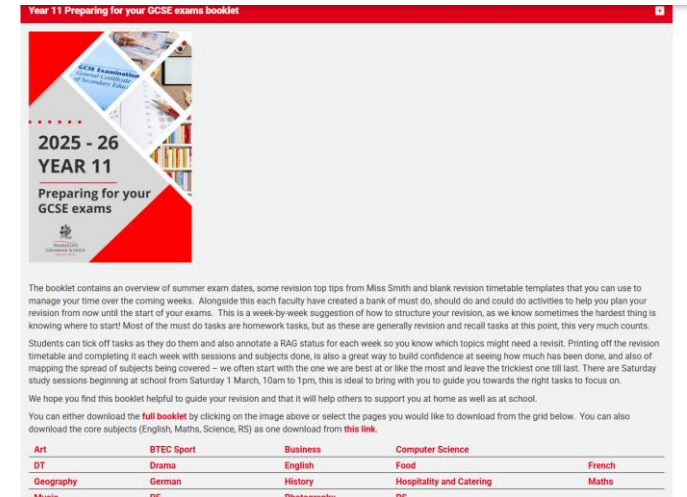 Year 11 Preparing for your GCSE exams booklet
GCSE Examination
General Certificate
of Secondary Educ
2025 - 26
YEAR 11
Preparing for your
GCSE exams
HARROGATE
GRAMMAR SCHOOL
The booklet contains an overview of summer exam dates, some revision top tips from Miss Smith and blank revision timetable templates that you can use to
manage your time over the coming weeks. Alongside this each faculty have created a bank of must do, should do and could do activities to help you plan your
revision from now until the start of your exams. This is a week-by-week suggestion of how to structure your revision, as we know sometimes the hardest thing is
knowing where to start! Most of the must do tasks are homework tasks, but as these are generally revision and recall tasks at this point, this very much counts.
Students can tick off tasks as they do them and also annotate a RAG status for each week so you know which topics might need a revisit. Printing off the revision
timetable and completing it each week with sessions and subjects done, is also a great way to build confidence at seeing how much has been done, and also of
mapping the spread of subjects being covered – we often start with the one we are best at or like the most and leave the trickiest one till last. There are Saturday
study sessions beginning at school from Saturday 1 March, 10am to 1pm, this is ideal to bring with you to guide you towards the right tasks to focus on.
We hope you find this booklet helpful to guide your revision and that it will help others to support you at home as well as at school.
You can either download the full booklet by clicking on the image above or select the pages you would like to download from the grid below. You can also
download the core subjects (English, Maths, Science, RS) as one download from this link.
Art BTEC Sport Business Computer Science
DT Drama English Food French
Geography German History Hospitality and Catering Maths
Music PE Photography RS